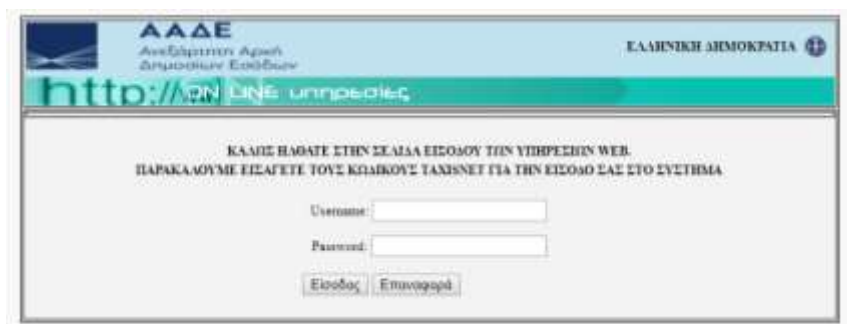 ΑΑΔΕ
Ανεξάρτητη Αρχή
Δημοσίων Εσόδων
ΕΛΛΗΝΙΚΗ ΔΗΜΟΚΡΑΤΙΑ
http://
ON LINE υπηρεσίες
ΚΑΛΩΣ ΗΛΘΑΤΕ ΣΤΗΝ ΣΕΛΙΔΑ ΕΙΣΟΔΟΥ ΤΩΝ ΥΠΗΡΕΣΙΩΝ WEB.
ΠΑΡΑΚΑΛΟΥΜΕ ΕΙΣΑΓΕΤΕ ΤΟΥΣ ΚΩΔΙΚΟΥΣ TAXISNET ΓΙΑ ΤΗΝ ΕΙΣΟΔΟ ΣΑΣ ΣΤΟ ΣΥΣΤΗΜΑ
Username:
Password:
Είσοδος Επαναφορά